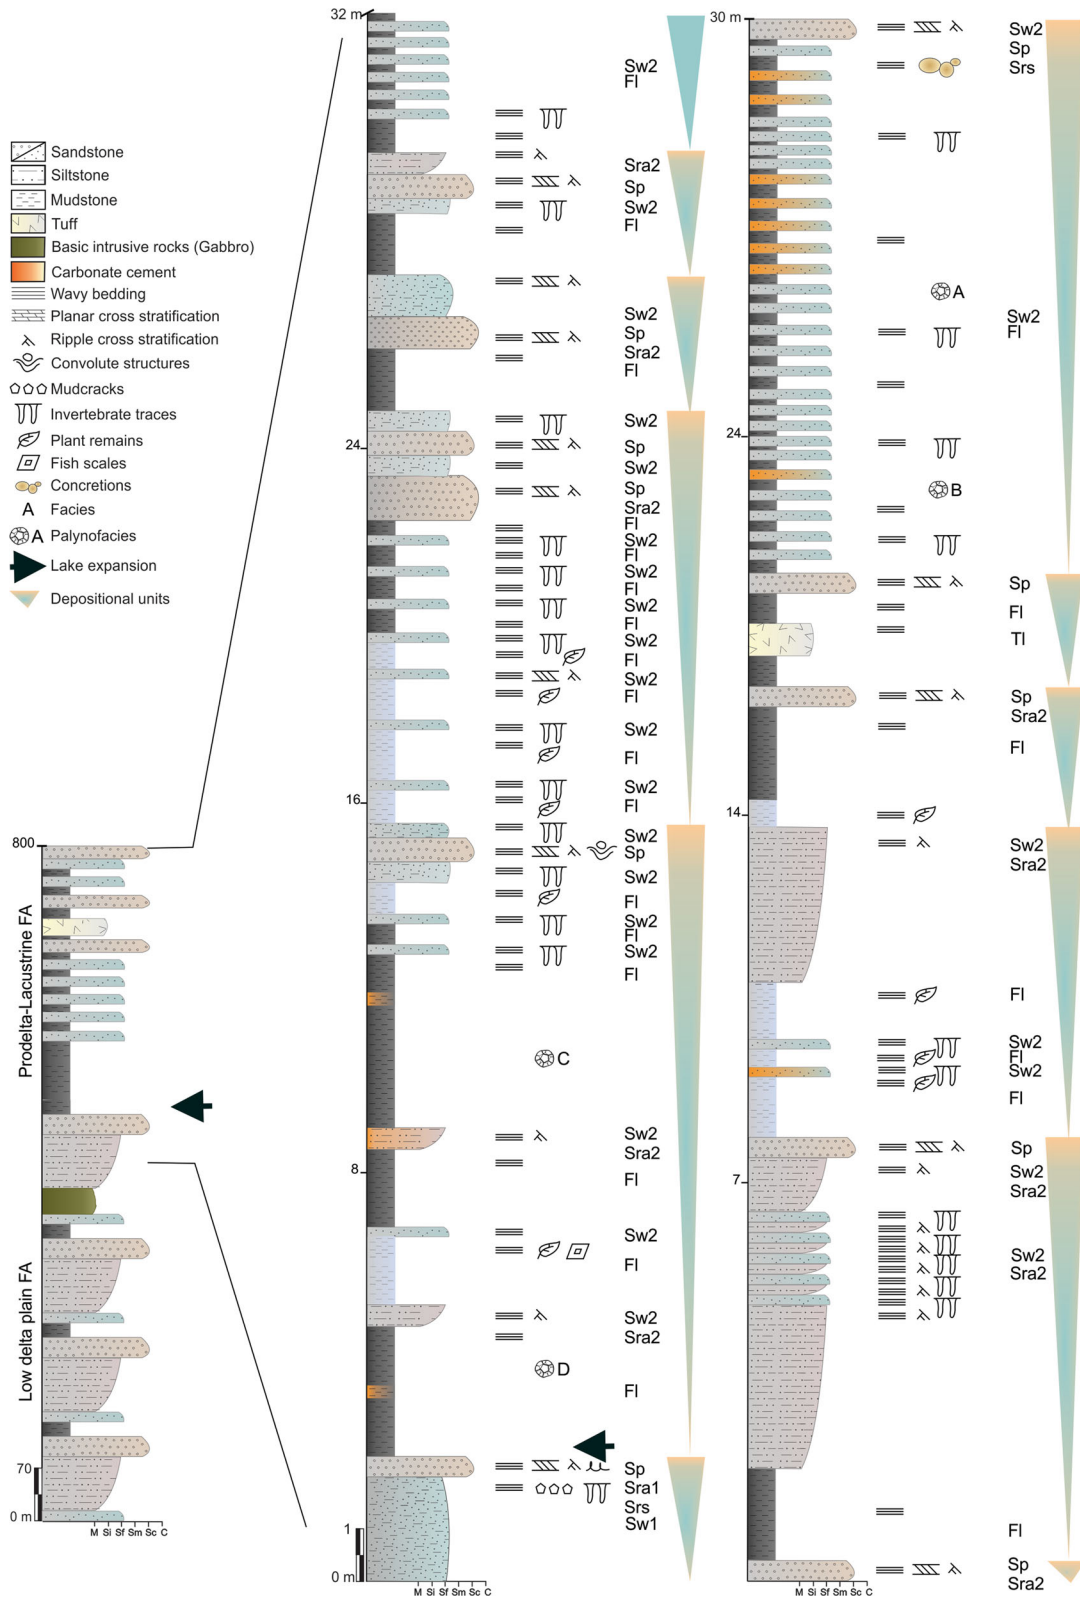 Sandstone
Siltstone
Mudstone
Tuff
Basic intrusive rocks (Gabbro)
Carbonate cement
Wavy bedding
Planar cross stratification
Ripple cross stratification
Convolute structures
Mudcracks
Invertebrate traces
Plant remains
Fish scales
Concretions
A Facies
A Palynofacies
Lake expansion
Depositional units
800
Prodelta-Lacustrine FA
Low delta plain FA
70
0 m
M Si Sf Sm Sc C
32 m
Sw2
Fl
Sra2
Sp
Sw2
Fl
Sw2
Sp
Sra2
Fl
Sw2
24
Sp
Sw2
Sp
Sra2
Fl
Sw2
Fl
Sw2
Fl
Sw2
Fl
Sw2
Fl
Sw2
Fl
Sw2
Fl
Sw2
16
Fl
Sw2
Sp
Sw2
Fl
Sw2
Fl
Sw2
Fl
C
Sw2
Sra2
8
Fl
Sw2
Fl
Sw2
Sra2
D
Fl
Sp
Sra1
Srs
Sw1
1
0 m
M Si Sf Sm Sc C
30 m
Sw2
Sp
Srs
A
Sw2
Fl
24
B
Sp
Fl
Tl
Sp
Sra2
Fl
14
Sw2
Sra2
Fl
Sw2
Fl
Sw2
Fl
Sp
Sw2
7
Sra2
Sw2
Sra2
Fl
Sp
Sra2
M Si Sf Sm Sc C